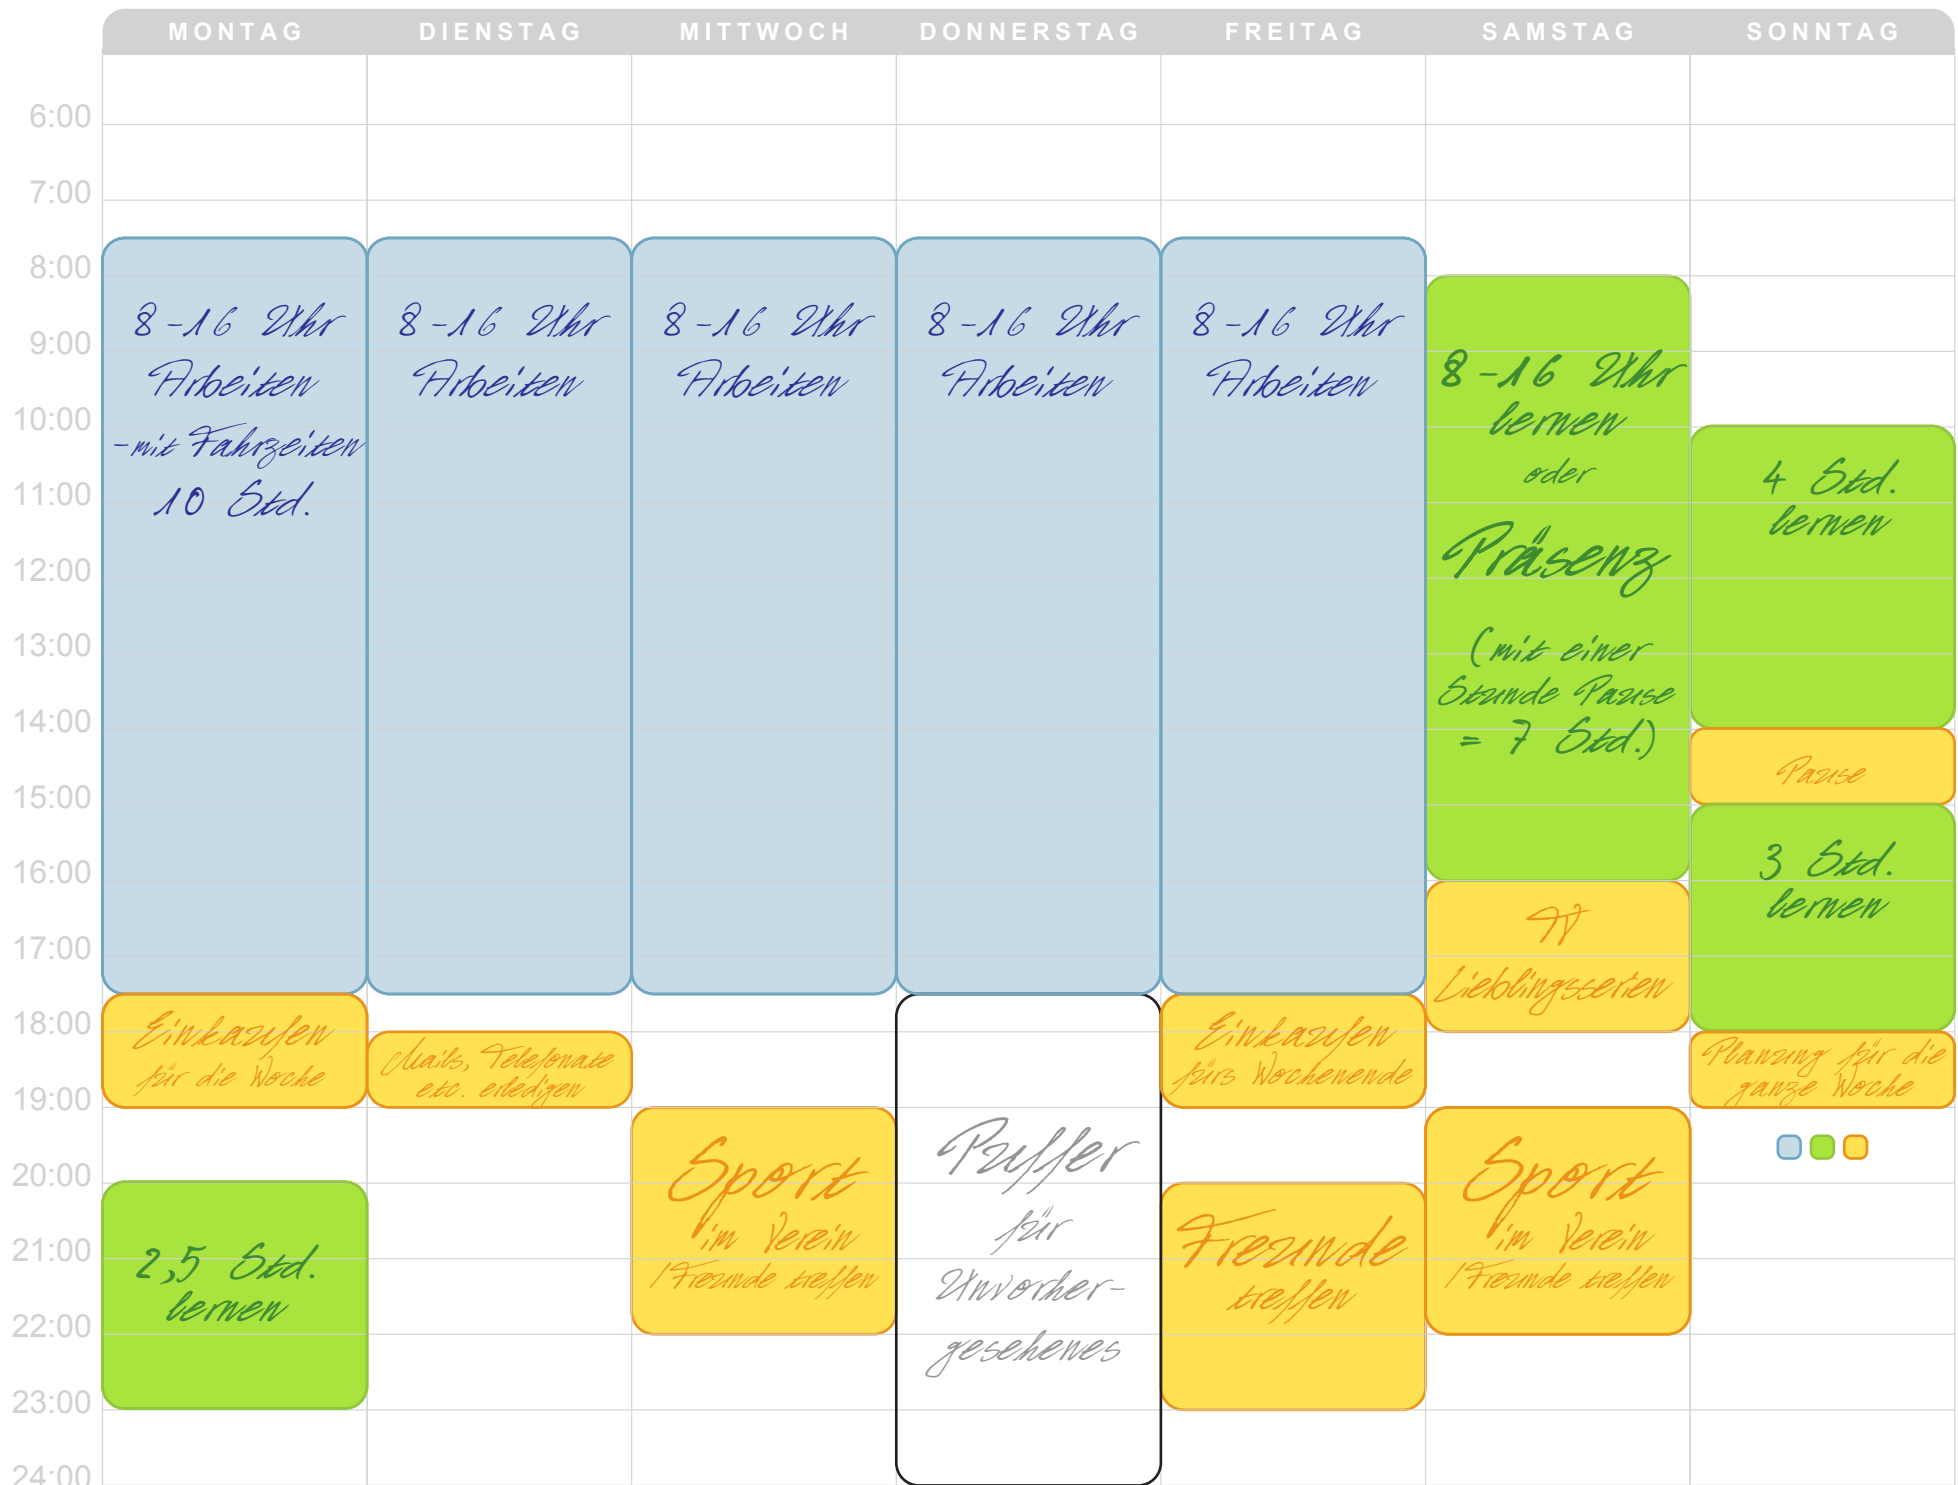 MONTAG DIENSTAG MITTWOCH DONNERSTAG FREITAG SAMSTAG SONNTAG
6:00
7:00
8:00
9:00
10:00
11:00
12:00
13:00
14:00
15:00
16:00
17:00
18:00
19:00
20:00
21:00
22:00
23:00
24:00
8-16 Uhr
Arbeiten
-mit Fahrzeiten
10 Std.
Einkaufen
für die Woche
2,5 Std.
lernen
8-16 Uhr
Arbeiten
Mails, Telefonate
etc. erledigen
8-16 Uhr
Arbeiten
Sport
im Verein
/Freunde treffen
8-16 Uhr
Arbeiten
Puffer
für
Unvorher-
gesehenes
8-16 Uhr
Arbeiten
Einkaufen
fürs Wochenende
Freunde
treffen
8-16 Uhr
lernen
oder
Präsenz
(mit einer
Stunde Pause
= 7 Std.)
TV
Lieblingsserien
Sport
im Verein
/Freunde treffen
4 Std.
lernen
Pause
3 Std.
lernen
Planung für die
ganze Woche